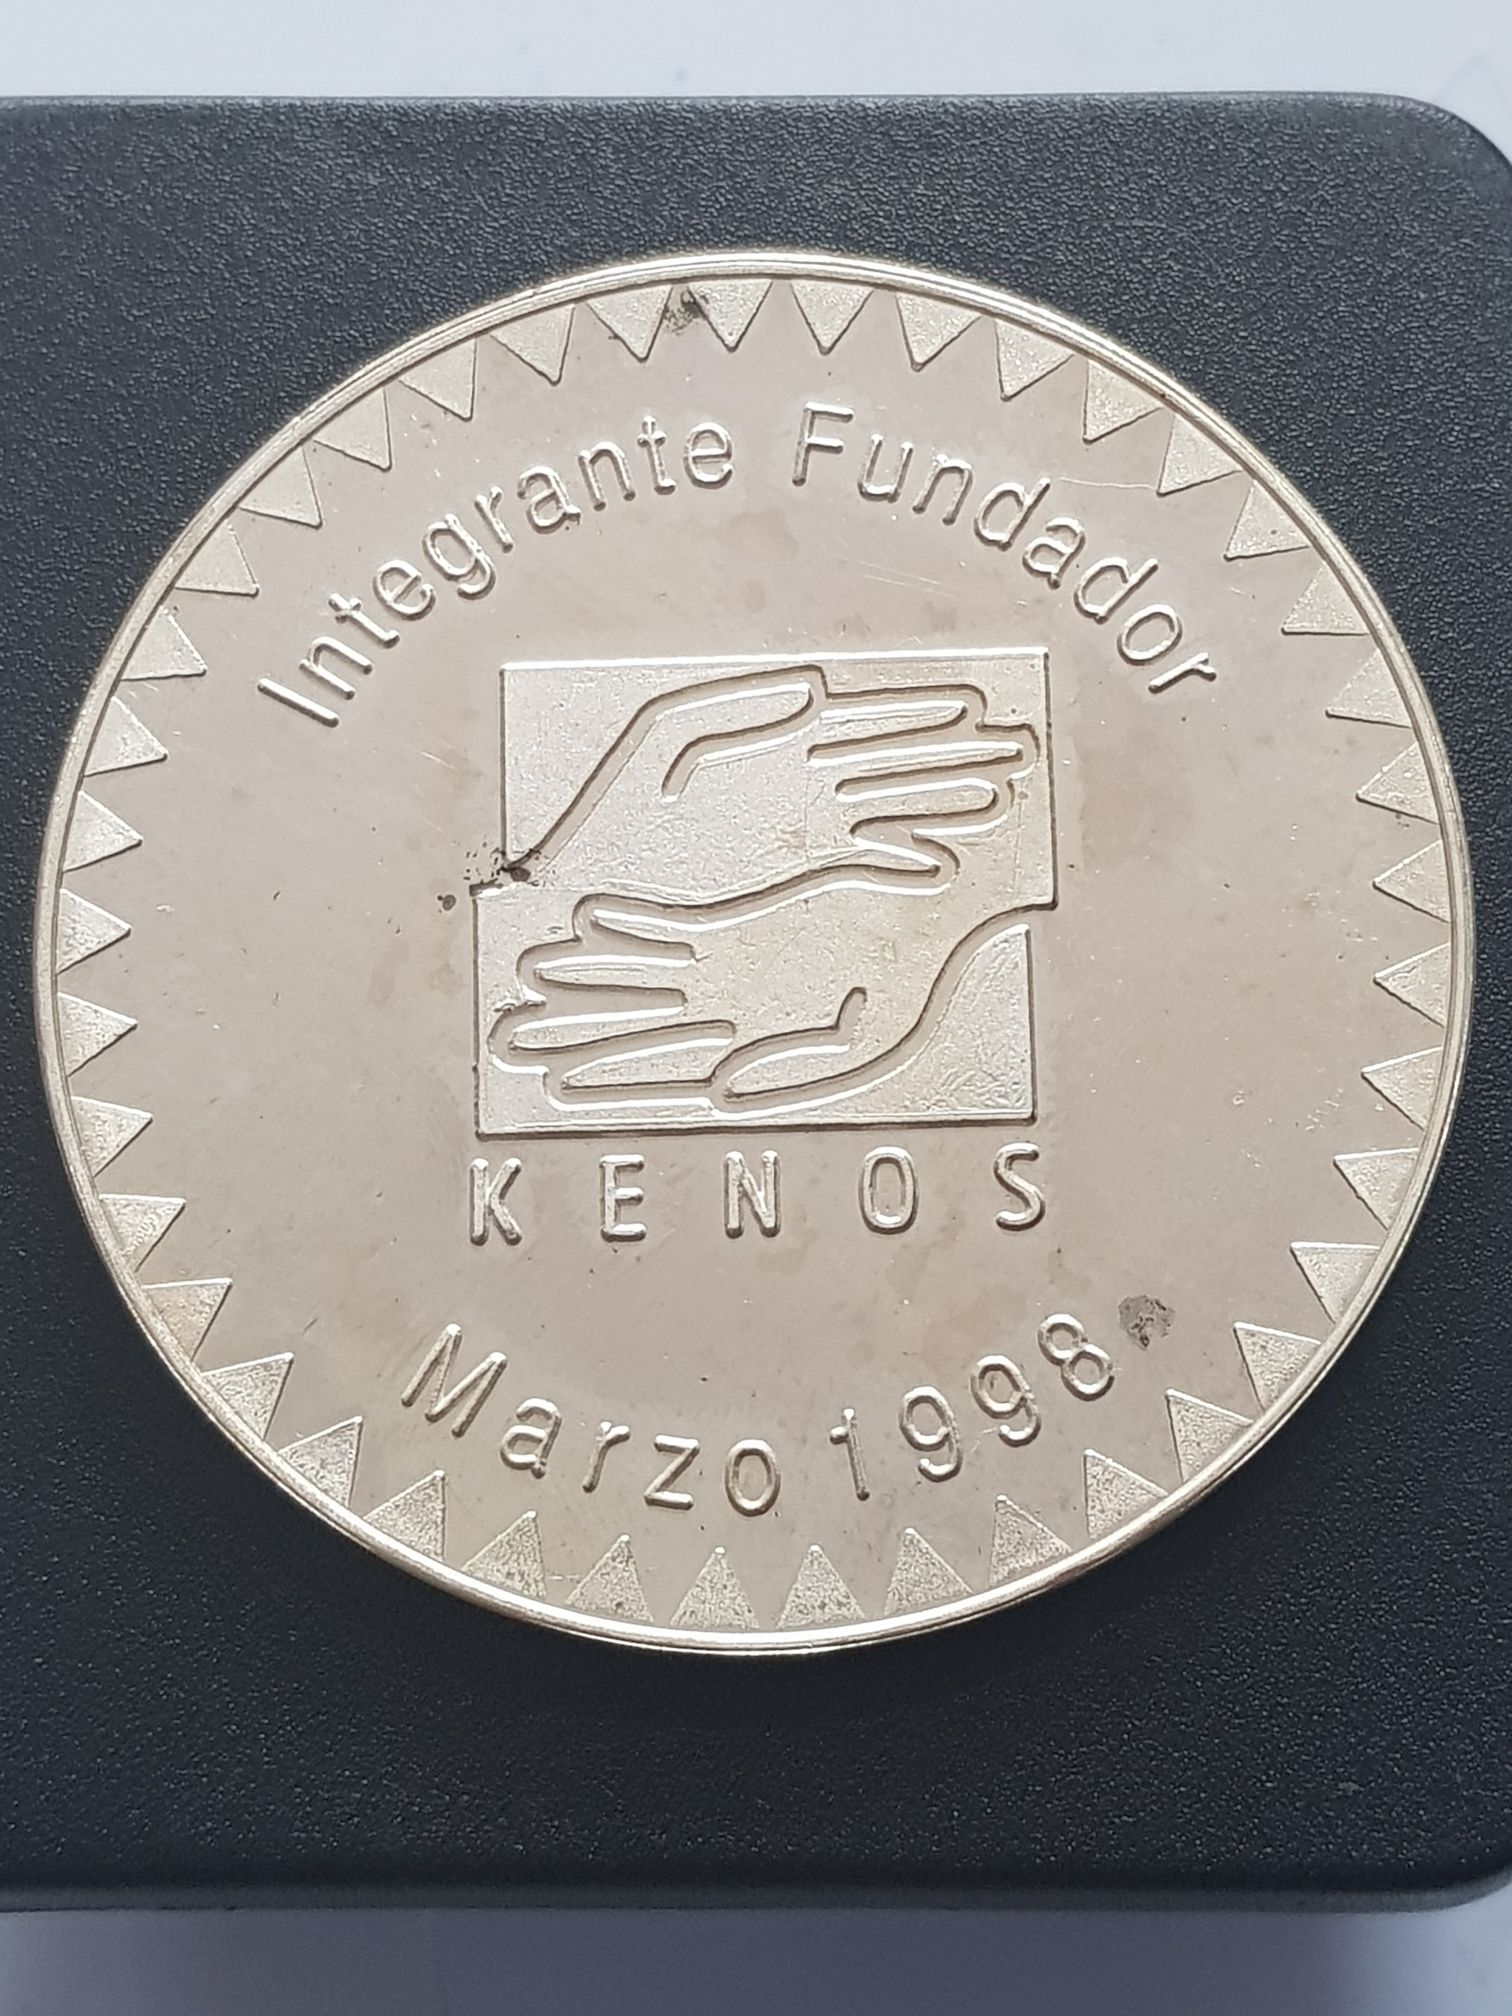 Integrante Fundador
KENOS
Marzo 1998